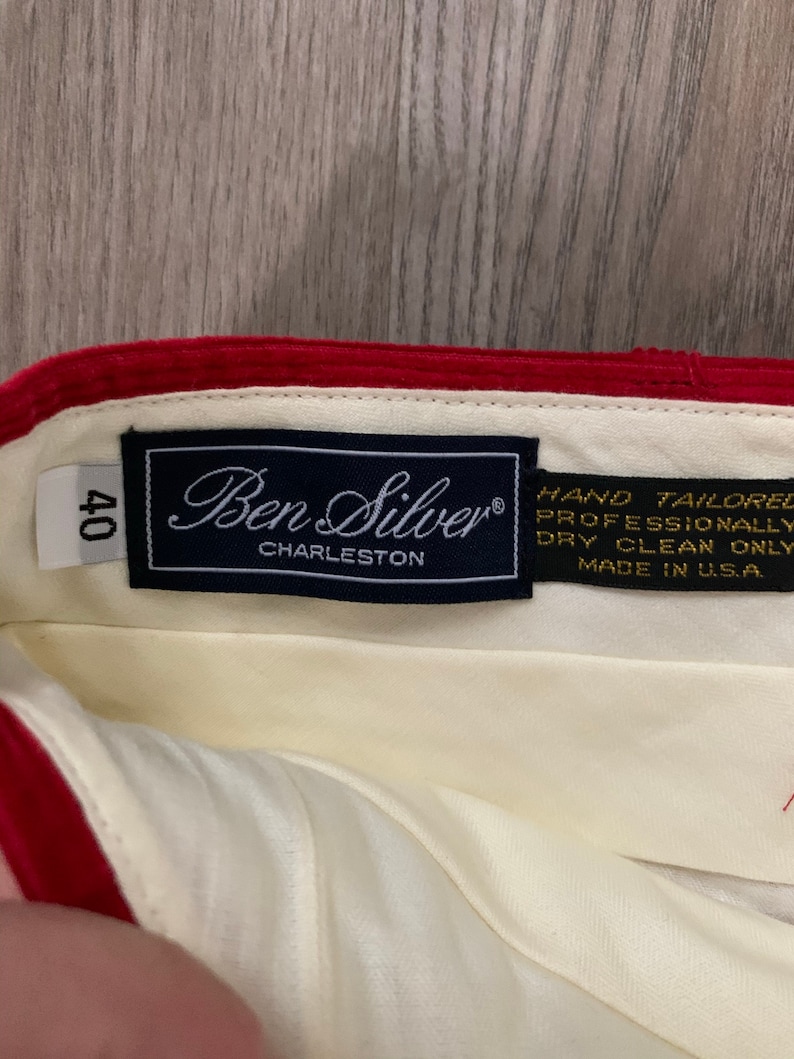 40
Ben Silver®
CHARLESTON
HAND TAILORED
PROFESSIONALLY
DRY CLEAN ONLY
MADE IN U.S.A.